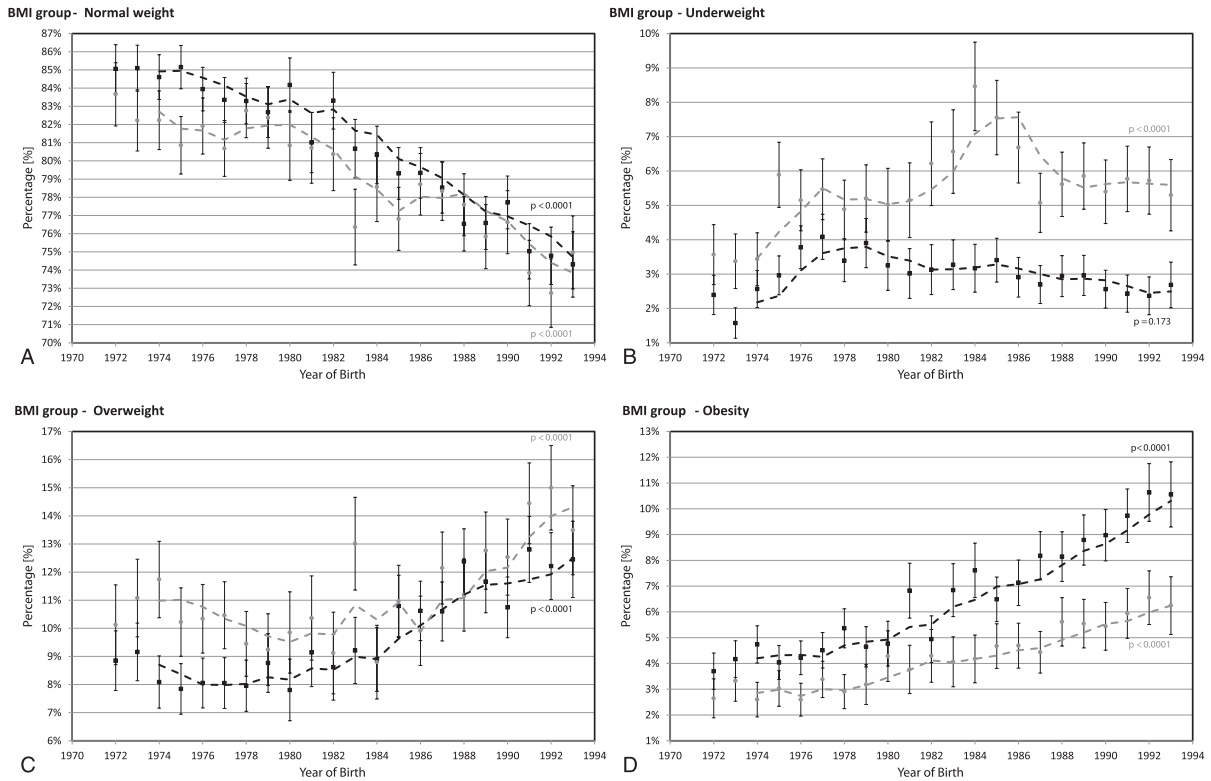 BMI group - Normal weight
87%
86%
85%
84%
83%
82%
81%
80%
79%
78%
77%
76%
75%
74%
73%
72%
71%
70%
Percentage [%]
p < 0.0001
p < 0.0001
1970 1972 1974 1976 1978 1980 1982 1984 1986 1988 1990 1992 1994
A
Year of Birth
BMI group - Underweight
10%
9%
8%
7%
6%
5%
4%
3%
2%
1%
Percentage [%]
p < 0.0001
p = 0.173
1970 1972 1974 1976 1978 1980 1982 1984 1986 1988 1990 1992 1994
B
Year of Birth
BMI group - Overweight
17%
16%
15%
14%
13%
12%
11%
10%
9%
8%
7%
6%
Percentage [%]
p < 0.0001
p < 0.0001
1970 1972 1974 1976 1978 1980 1982 1984 1986 1988 1990 1992 1994
C
Year of Birth
BMI group - Obesity
13%
12%
11%
10%
9%
8%
7%
6%
5%
4%
3%
2%
1%
Percentage [%]
p< 0.0001
p < 0.0001
1970 1972 1974 1976 1978 1980 1982 1984 1986 1988 1990 1992 1994
D
Year of Birth